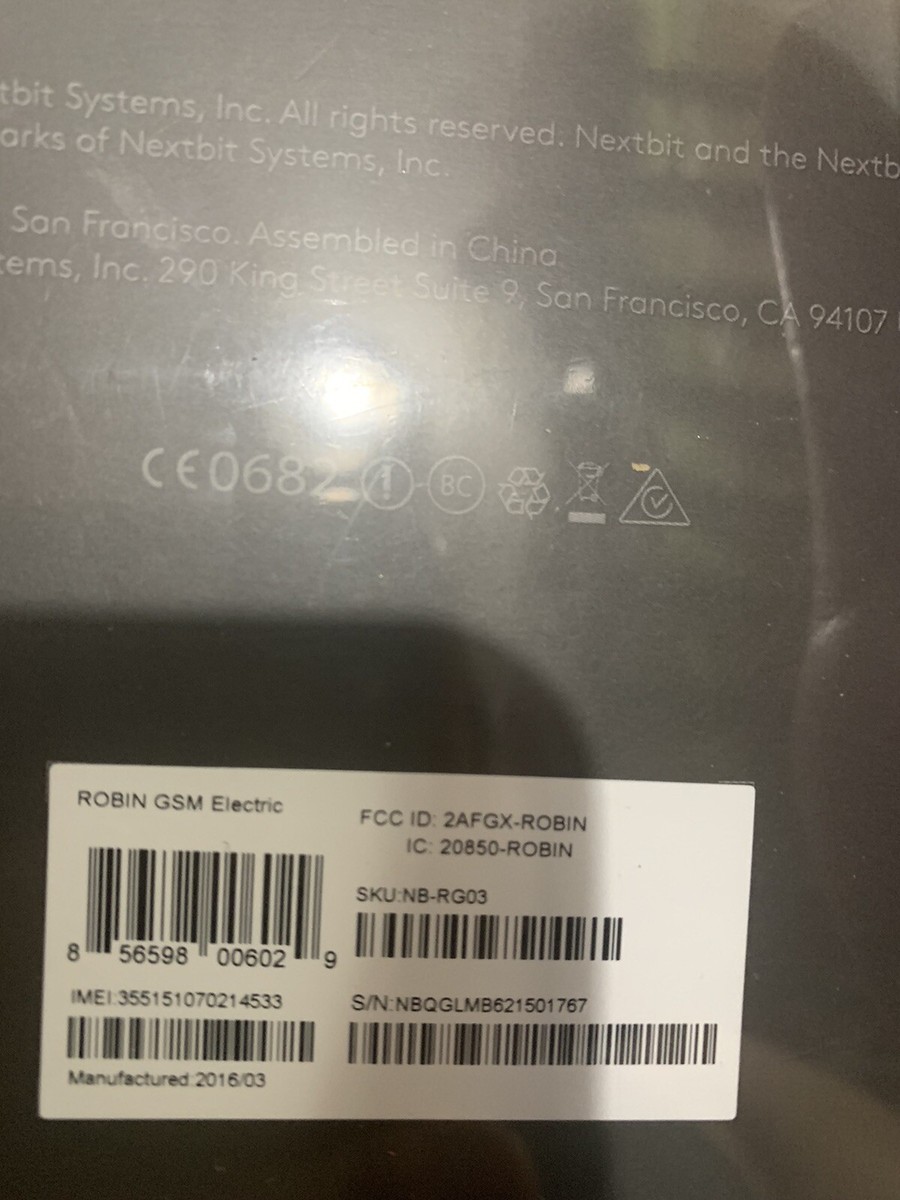 tbit Systems, Inc. All rights reserved. Nextbit and the Nextb
arks of Nextbit Systems, Inc.
San Francisco. Assembled in China
tems, Inc. 290 King Street Suite 9, San Francisco, CA 94107
CE0682 BC
ROBIN GSM Electric
FCC ID: 2AFGX-ROBIN
IC: 20850-ROBIN
SKU:NB-RG03
8 56598 00602 9
IMEI:355151070214533
S/N:NBQGLMB621501767
Manufactured:2016/03